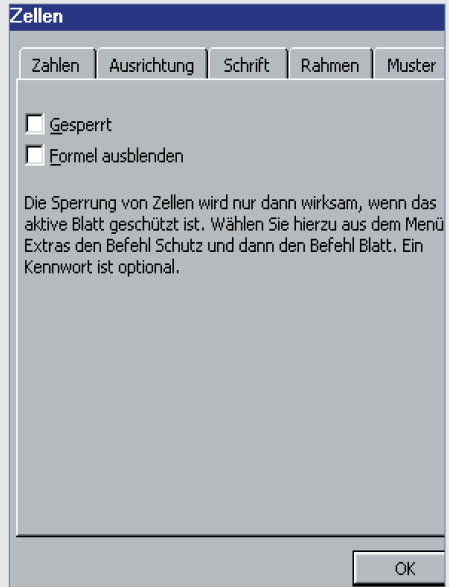 Zellen
Zahlen Ausrichtung Schrift Rahmen Muster
Gesperrt
Formel ausblenden
Die Sperrung von Zellen wird nur dann wirksam, wenn das
aktive Blatt geschützt ist. Wählen Sie hierzu aus dem Menü
Extras den Befehl Schutz und dann den Befehl Blatt. Ein
Kennwort ist optional.
OK